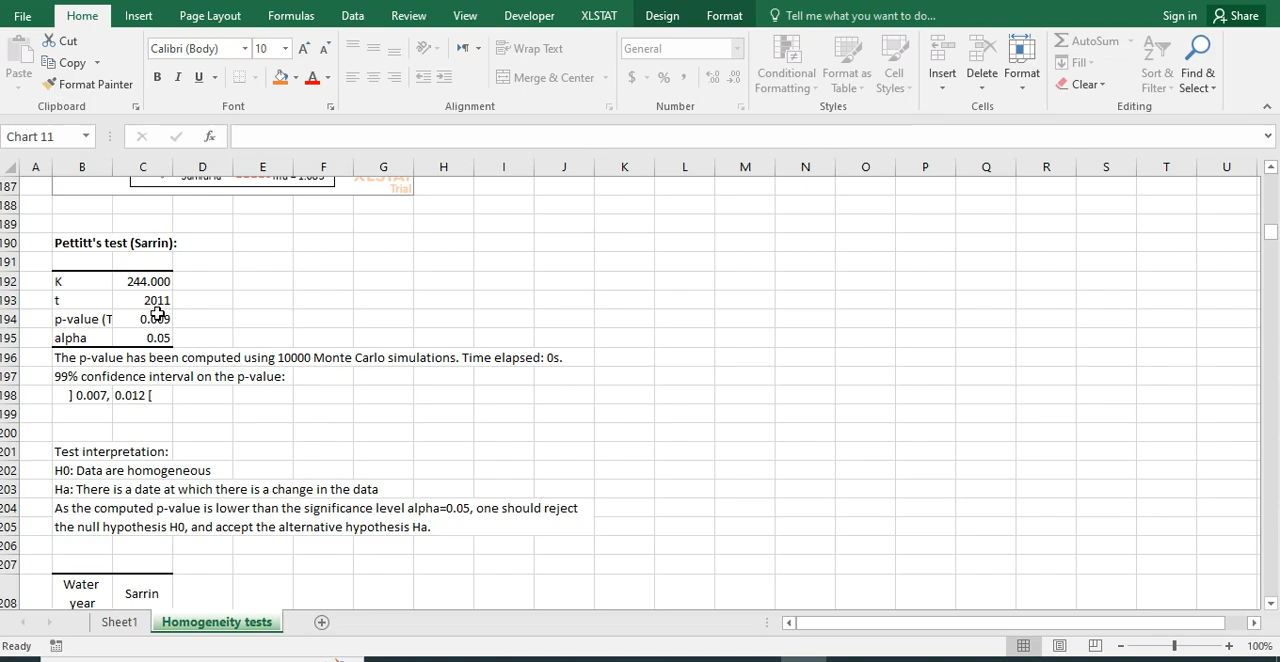 File Home Insert Page Layout Formulas Data Review View Developer XLSTAT Design Format Tell me what you want to do... Sign in Share
Paste Cut Copy Format Painter
Calibri (Body) 10
Wrap Text Merge & Center
General
Conditional Formatting Format as Table Cell Styles
Insert Delete Format
AutoSum Fill Clear Sort & Filter Find & Select
Clipboard Font Alignment Number Styles Cells Editing
Chart 11 fx
A B C D E F G H I J K L M N O P Q R S T U
187 XLSTAT
Trial
188
189
190 Pettitt's test (Sarrin):
191
192 K 244.000
193 t 2011
194 p-value (T
195 alpha 0.05
196 The p-value has been computed using 10000 Monte Carlo simulations. Time elapsed: 0s.
197 99% confidence interval on the p-value:
198 ] 0.007, 0.012 [
199
200
201 Test interpretation:
202 H0: Data are homogeneous
203 Ha: There is a date at which there is a change in the data
204 As the computed p-value is lower than the significance level alpha=0.05, one should reject
205 the null hypothesis H0, and accept the alternative hypothesis Ha.
206
207
208 Water year Sarrin
Sheet1 Homogeneity tests
Ready 100%